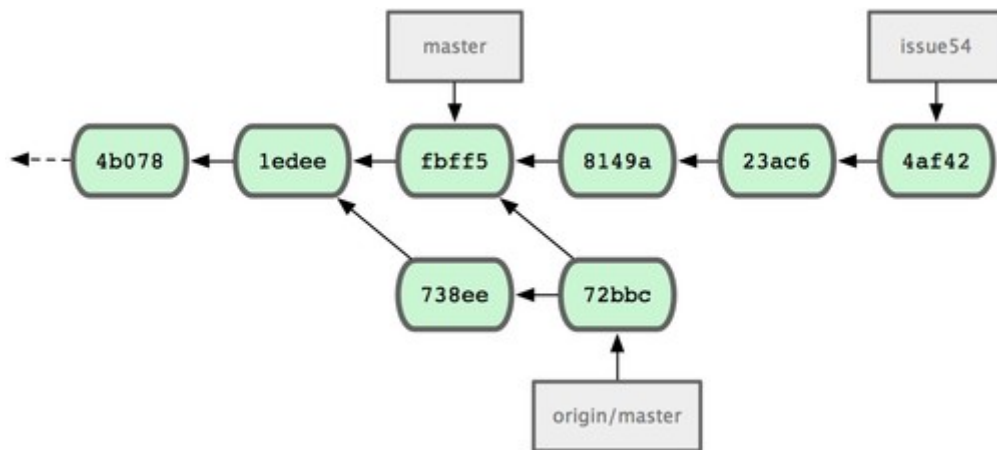 master
issue54
4b078
1edee
fbff5
8149a
23ac6
4af42
738ee
72bbc
origin/master